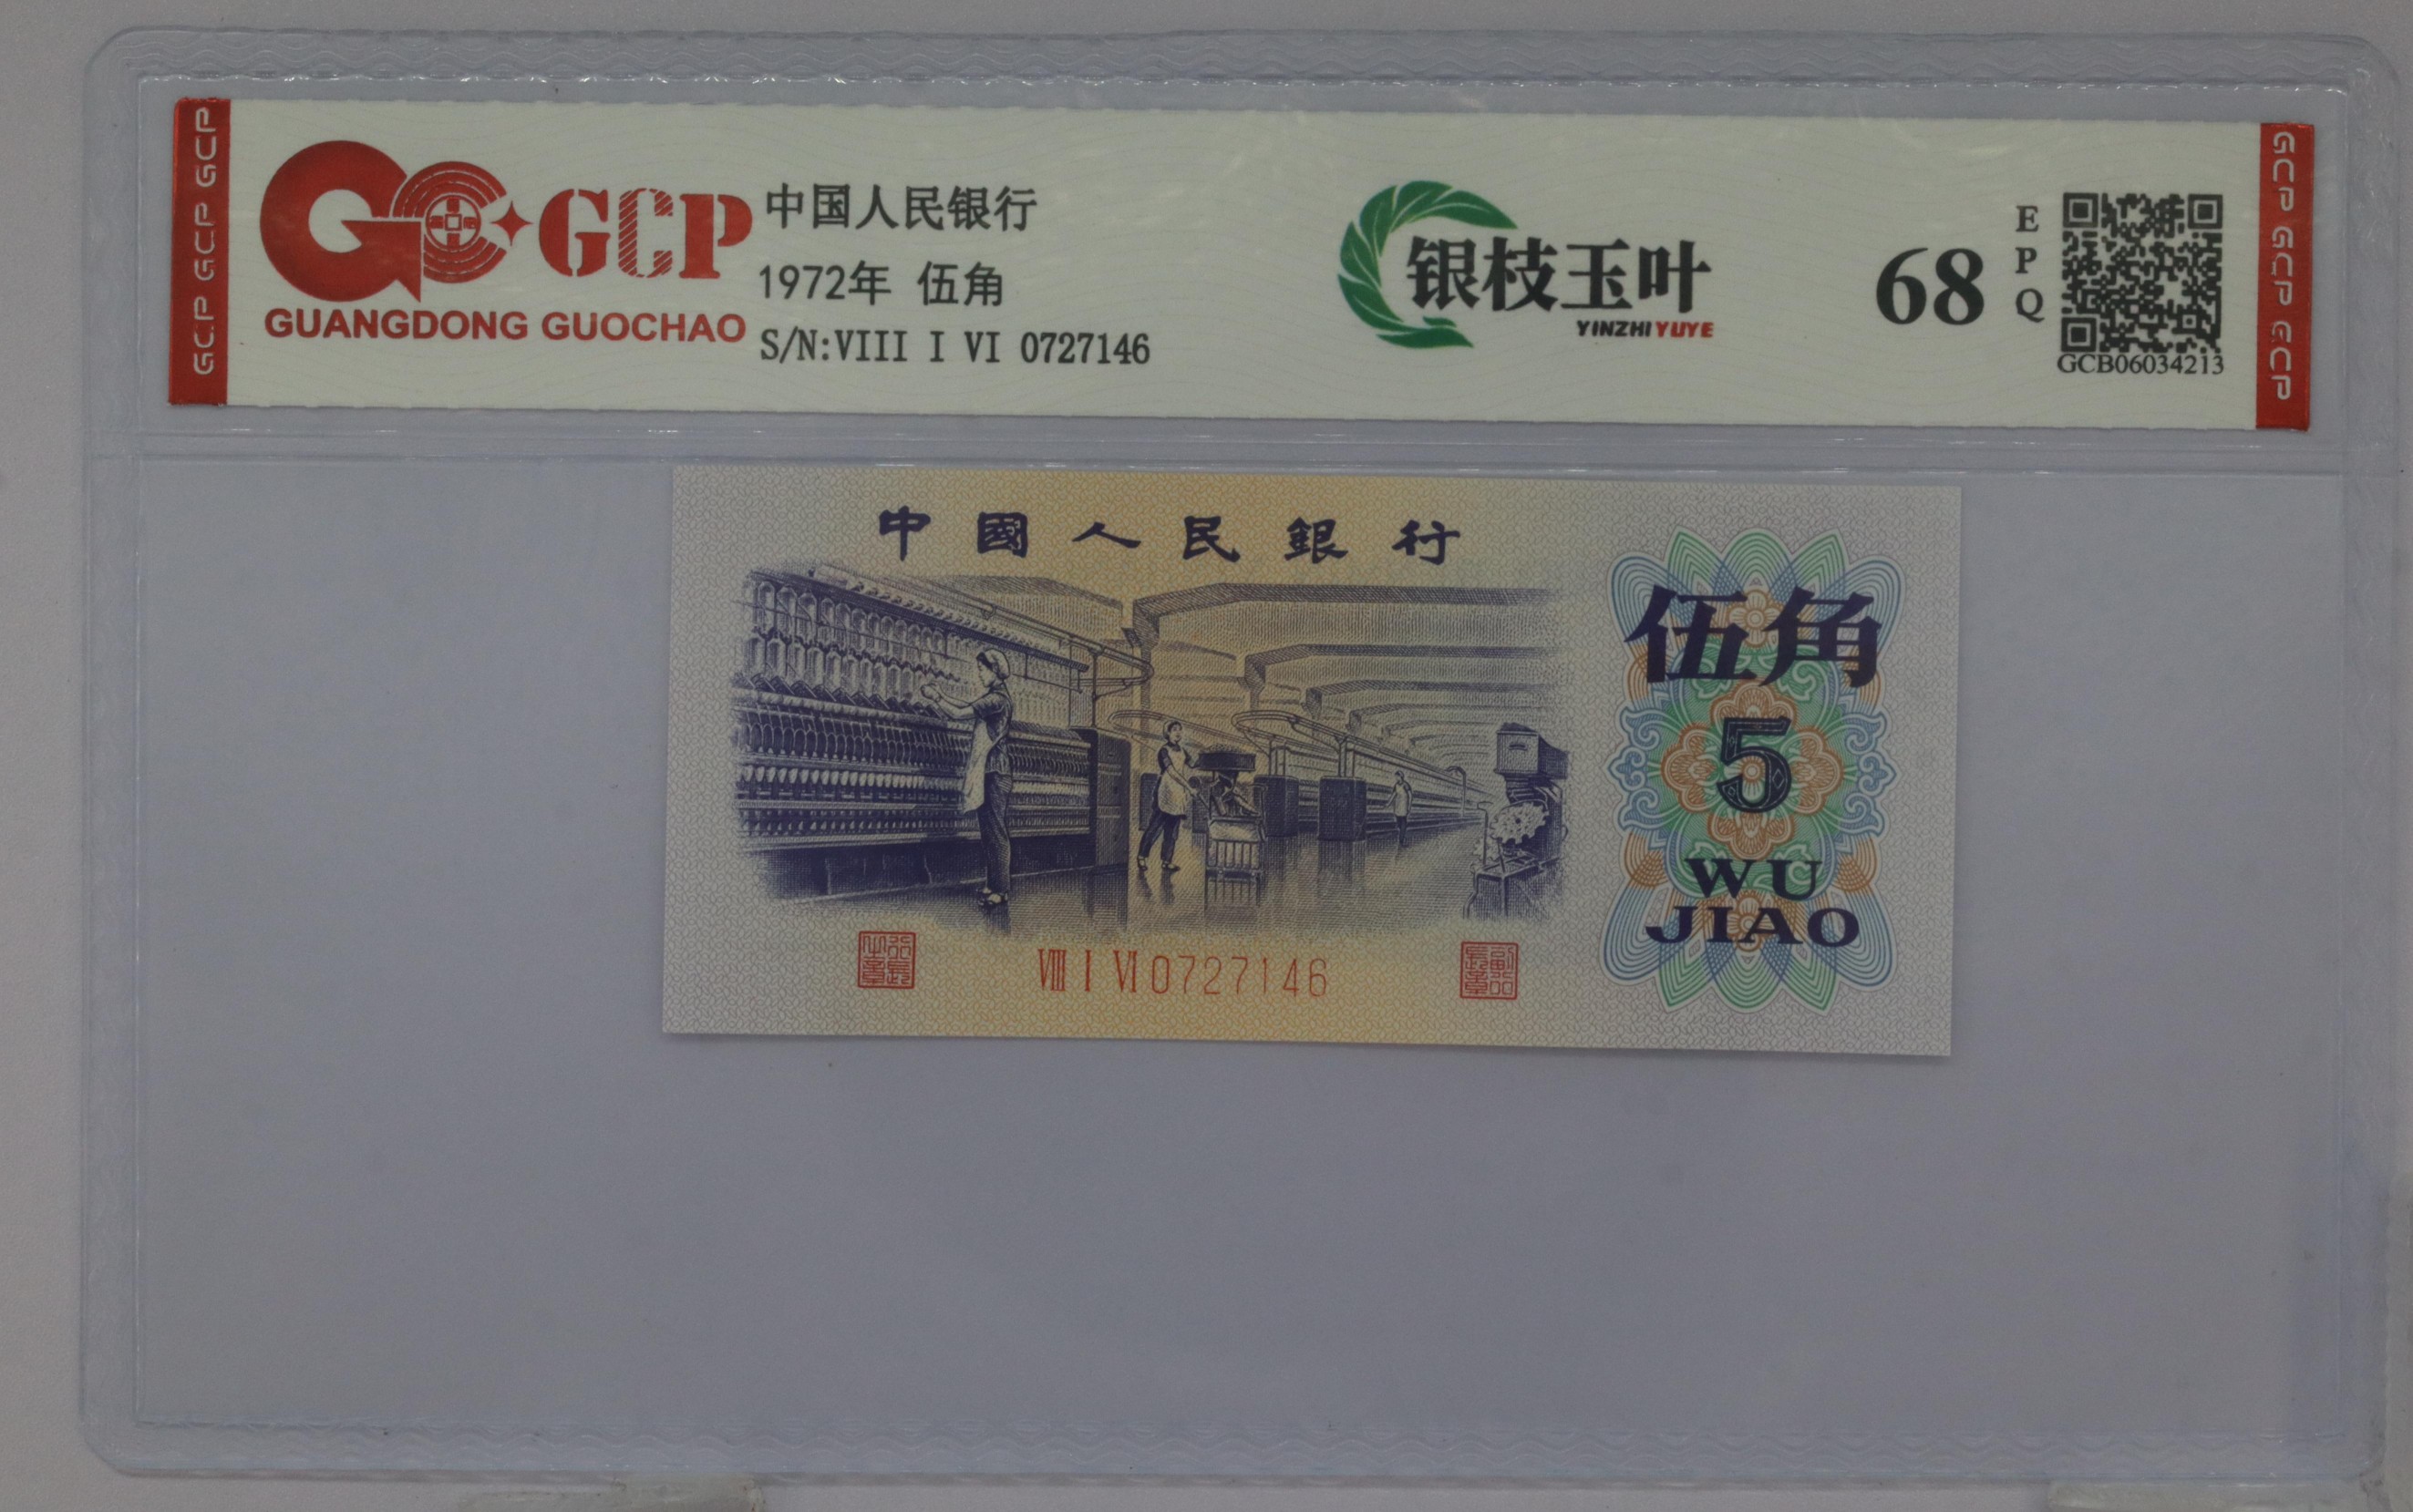 GCP GCP GCP
GCP
GUANGDONG GUOCHAO
中国人民银行
1972年 伍角
S/N:VIII I VI 0727146
银枝玉叶
YINZHIYUYE
68
EPQ
GCB06034213
GCP GCP GCP
中國人民銀行
伍角
5
WU
JIAO
VIII I VI 0727146